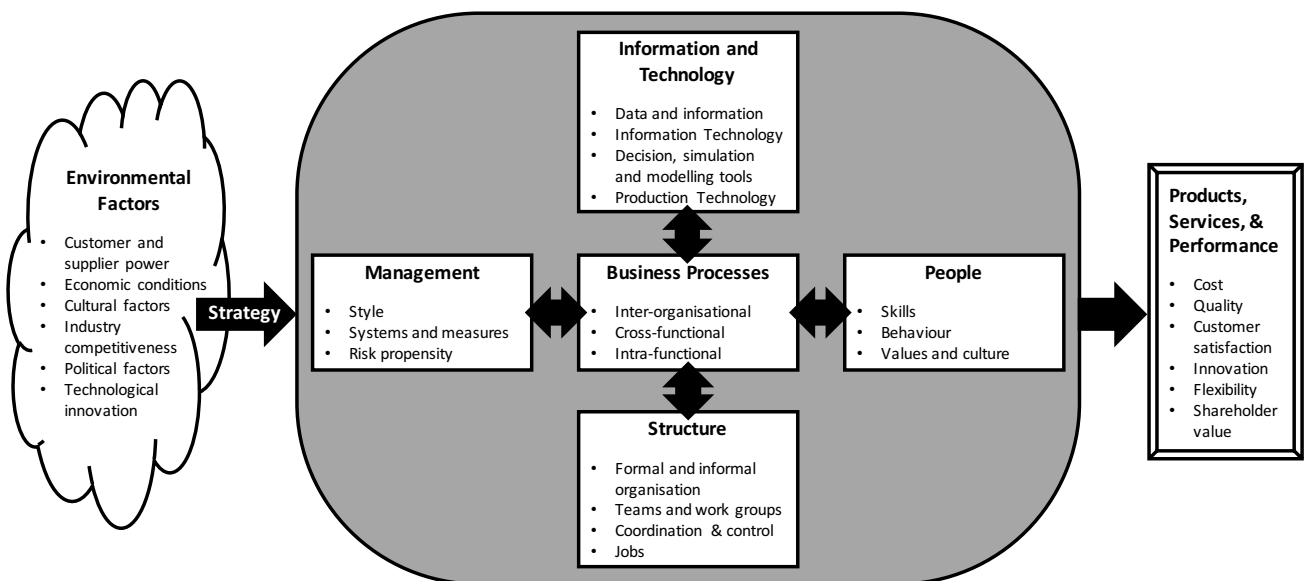 Environmental
Factors
• Customer and
supplier power
• Economic conditions
• Cultural factors
• Industry
competitiveness
• Political factors
• Technological
innovation
Strategy
Information and
Technology
• Data and information
• Information Technology
• Decision, simulation
and modelling tools
• Production Technology
Management
• Style
• Systems and measures
• Risk propensity
Business Processes
• Inter-organisational
• Cross-functional
• Intra-functional
People
• Skills
• Behaviour
• Values and culture
Structure
• Formal and informal
organisation
• Teams and work groups
• Coordination & control
• Jobs
Products,
Services, &
Performance
• Cost
• Quality
• Customer
satisfaction
• Innovation
• Flexibility
• Shareholder
value